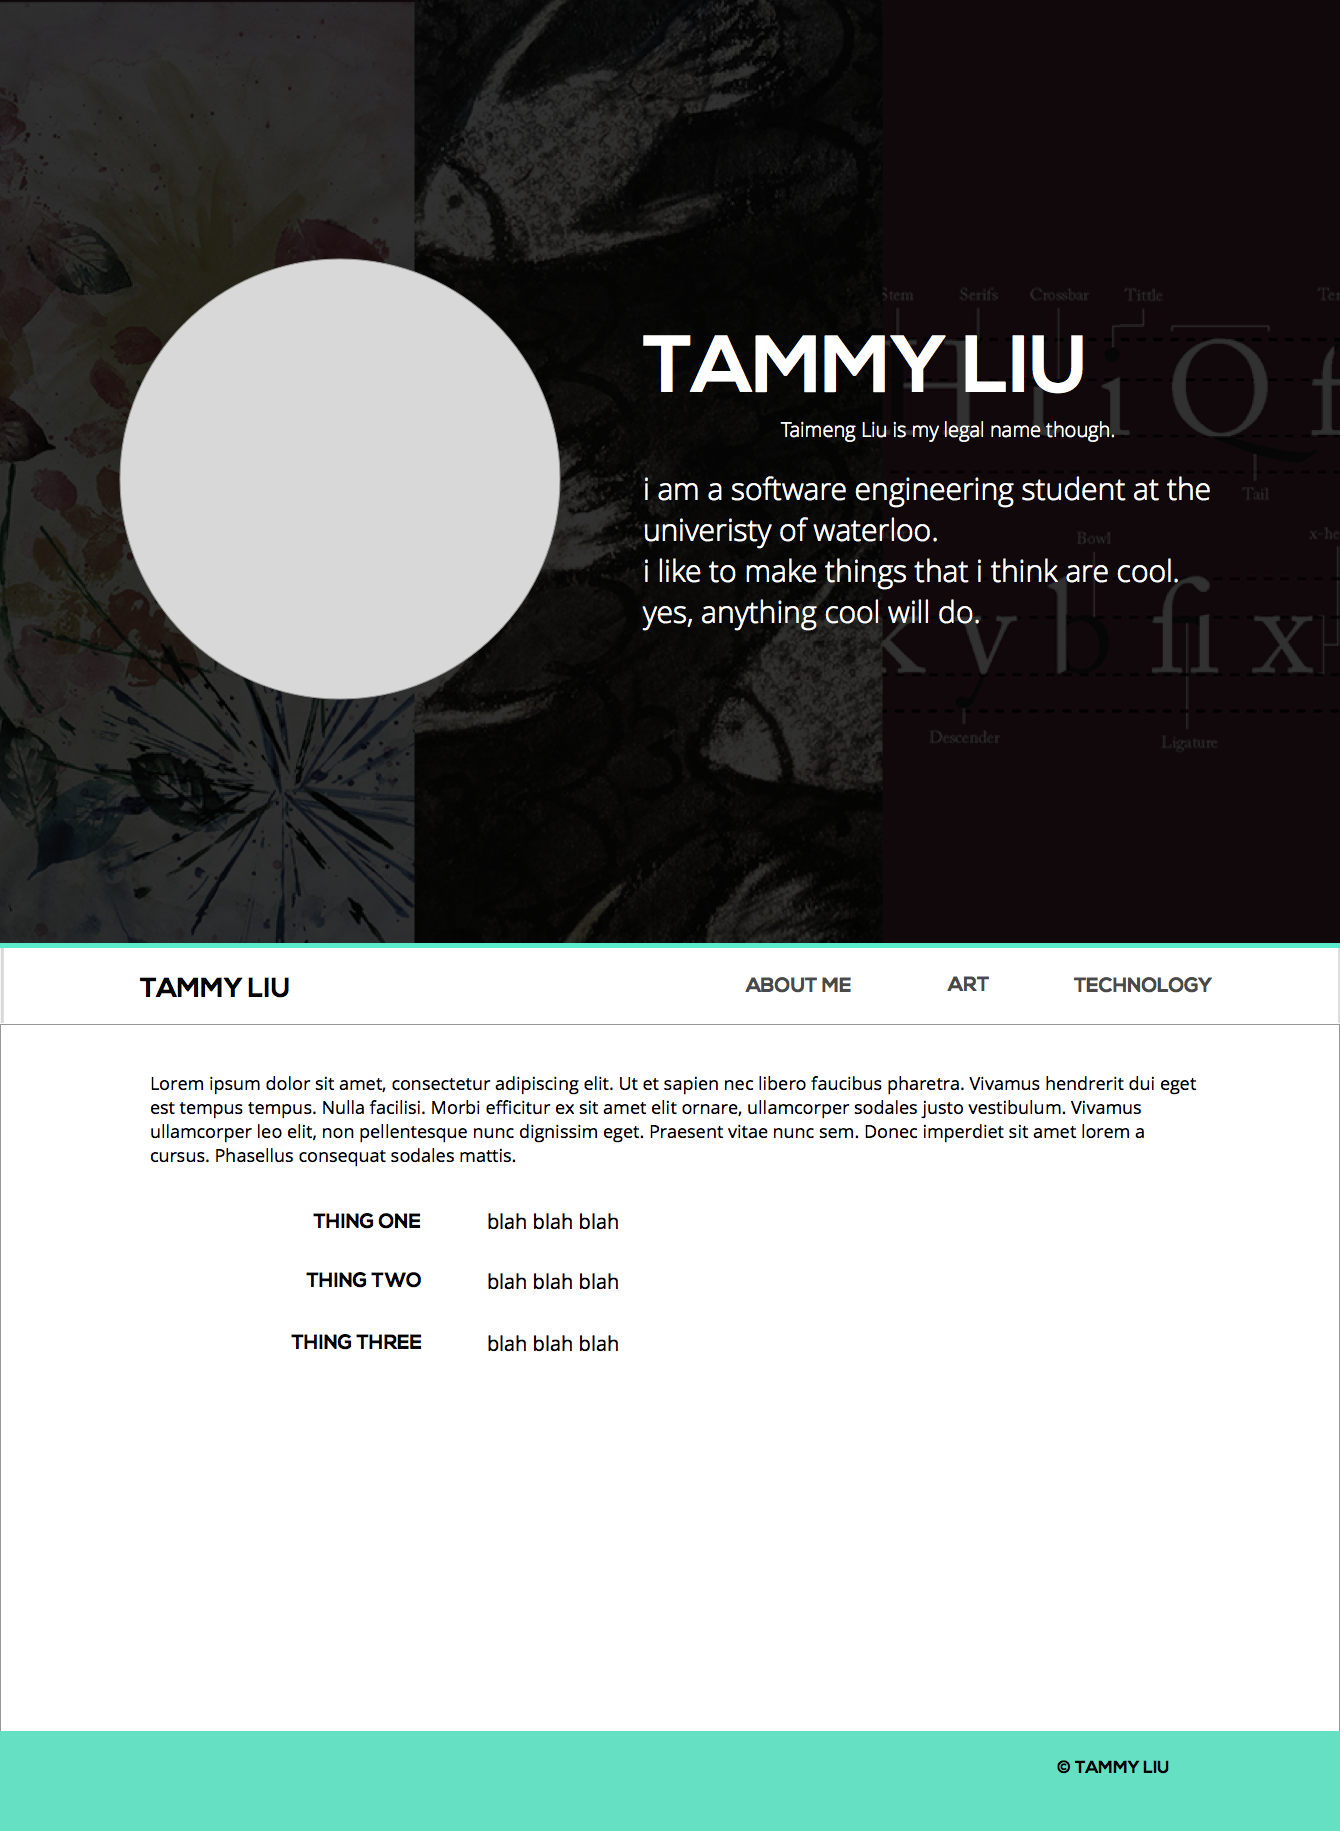 Stem Serifs Crossbar Tittle
TAMMY LIU
H f i Q f
Taimeng Liu is my legal name though.
i am a software engineering student at the
Tail
univeristy of waterloo.
Bowl
i like to make things that i think are cool.
yes, anything cool will do.
k y b fi x
Descender
Ligature
TAMMY LIU
ABOUT ME ART TECHNOLOGY
Lorem ipsum dolor sit amet, consectetur adipiscing elit. Ut et sapien nec libero faucibus pharetra. Vivamus hendrerit dui eget
est tempus tempus. Nulla facilisi. Morbi efficitur ex sit amet elit ornare, ullamcorper sodales justo vestibulum. Vivamus
ullamcorper leo elit, non pellentesque nunc dignissim eget. Praesent vitae nunc sem. Donec imperdiet sit amet lorem a
cursus. Phasellus consequat sodales mattis.
THING ONE blah blah blah
THING TWO blah blah blah
THING THREE blah blah blah
© TAMMY LIU